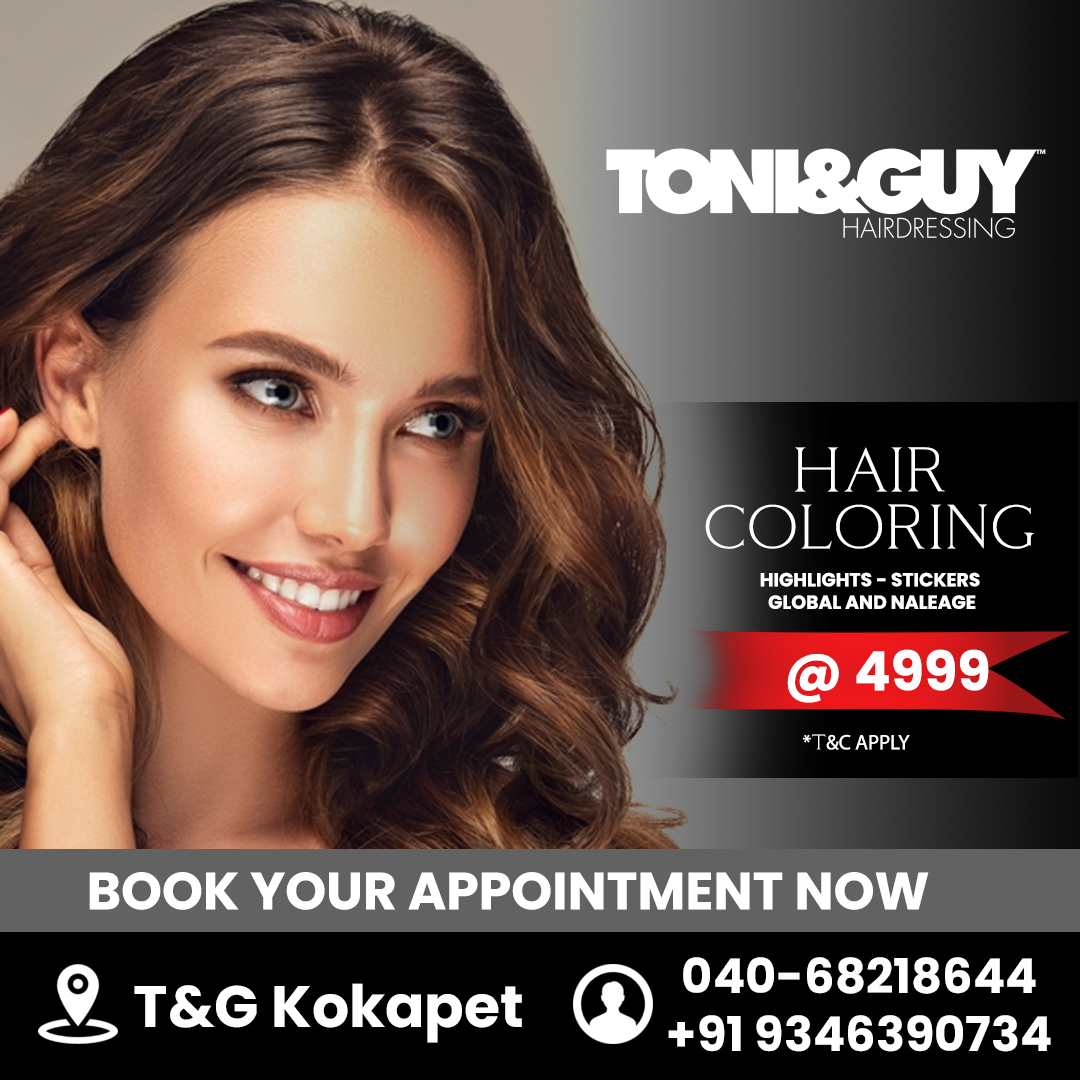 TONI&GUY™
HAIRDRESSING
HAIR
COLORING
HIGHLIGHTS - STICKERS
GLOBAL AND NALEAGE
@ 4999
*T&C APPLY
BOOK YOUR APPOINTMENT NOW
T&G Kokapet
040-68218644
+91 9346390734